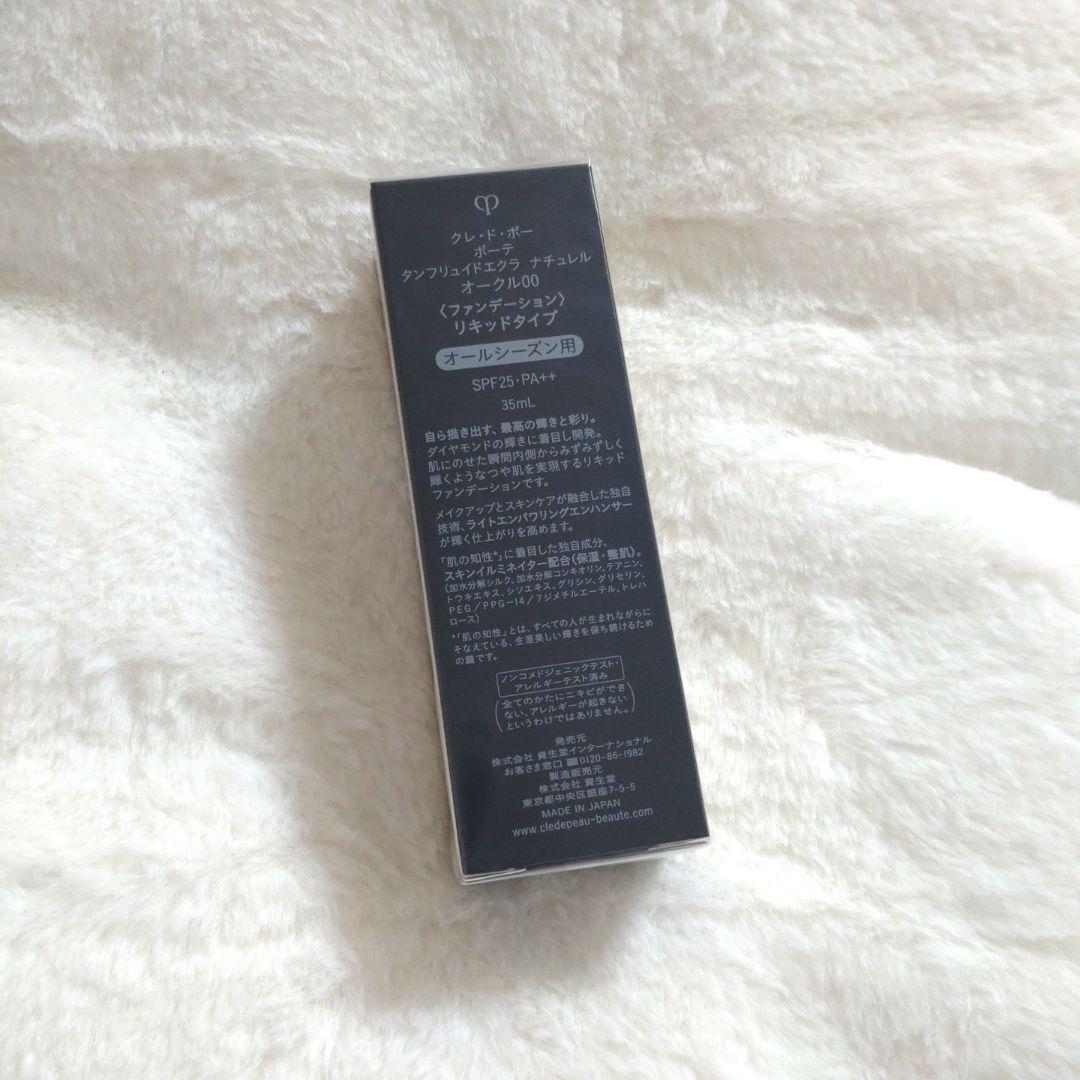 クレ・ド・ポー
ボーテ
タンフリュイドエクラ ナチュレル
オークル00
〈ファンデーション〉
リキッドタイプ
オールシーズン用
SPF25・PA++
35mL
自ら描き出す、最高の輝きと彩り。
ダイヤモンドの輝きに着目し開発。
肌にのせた瞬間内側からみずみずしく
輝くようなつや肌を実現するリキッド
ファンデーションです。
メイクアップとスキンケアが融合した独自
技術、ライトエンパワリングエンハンサー
が輝く仕上がりを高めます。
「肌の知性*」に着目した独自成分、
スキンイルミネイター配合(保湿・整肌)。
(加水分解シルク、加水分解コンキオリン、テアニン、
トウキエキス、シソエキス、グリシン、グリセリン、
PEG/PPG-14/7ジメチルエーテル、トレハ
ロース)
*「肌の知性」とは、すべての人が生まれながらに
そなえている、生涯美しい輝きを保ち続けるため
の鍵です。
ノンコメドジェニックテスト・
アレルギーテスト済み
(全てのかたにニキビができ
ない、アレルギーが起きない
というわけではありません。)
発売元
株式会社 資生堂インターナショナル
お客さま窓口 0120-86-1982
製造販売元
株式会社 資生堂
東京都中央区銀座7-5-5
MADE IN JAPAN
www.cledepeau-beaute.com